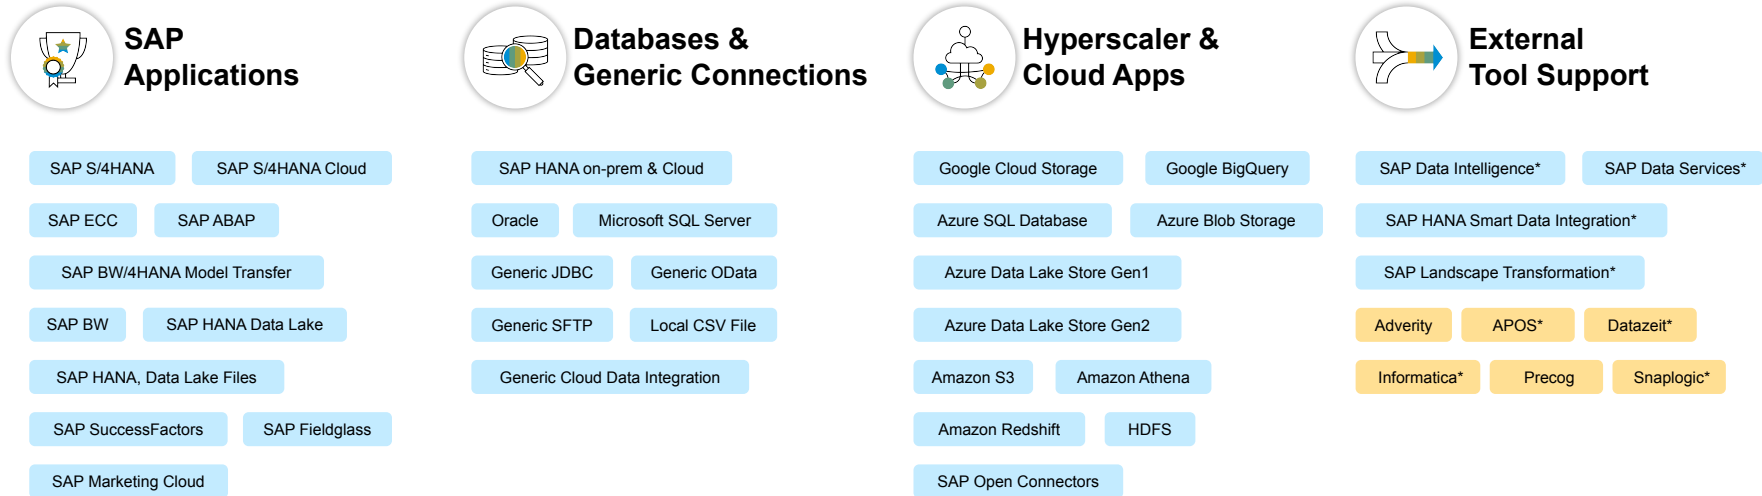 SAP
Applications
SAP S/4HANA
SAP S/4HANA Cloud
SAP ECC
SAP ABAP
SAP BW/4HANA Model Transfer
SAP BW
SAP HANA Data Lake
SAP HANA, Data Lake Files
SAP SuccessFactors
SAP Fieldglass
SAP Marketing Cloud
Databases &
Generic Connections
SAP HANA on-prem & Cloud
Oracle
Microsoft SQL Server
Generic JDBC
Generic OData
Generic SFTP
Local CSV File
Generic Cloud Data Integration
Hyperscaler &
Cloud Apps
Google Cloud Storage
Google BigQuery
Azure SQL Database
Azure Blob Storage
Azure Data Lake Store Gen1
Azure Data Lake Store Gen2
Amazon S3
Amazon Athena
Amazon Redshift
HDFS
SAP Open Connectors
External
Tool Support
SAP Data Intelligence*
SAP Data Services*
SAP HANA Smart Data Integration*
SAP Landscape Transformation*
Adverity
APOS*
Datazeit*
Informatica*
Precog
Snaplogic*